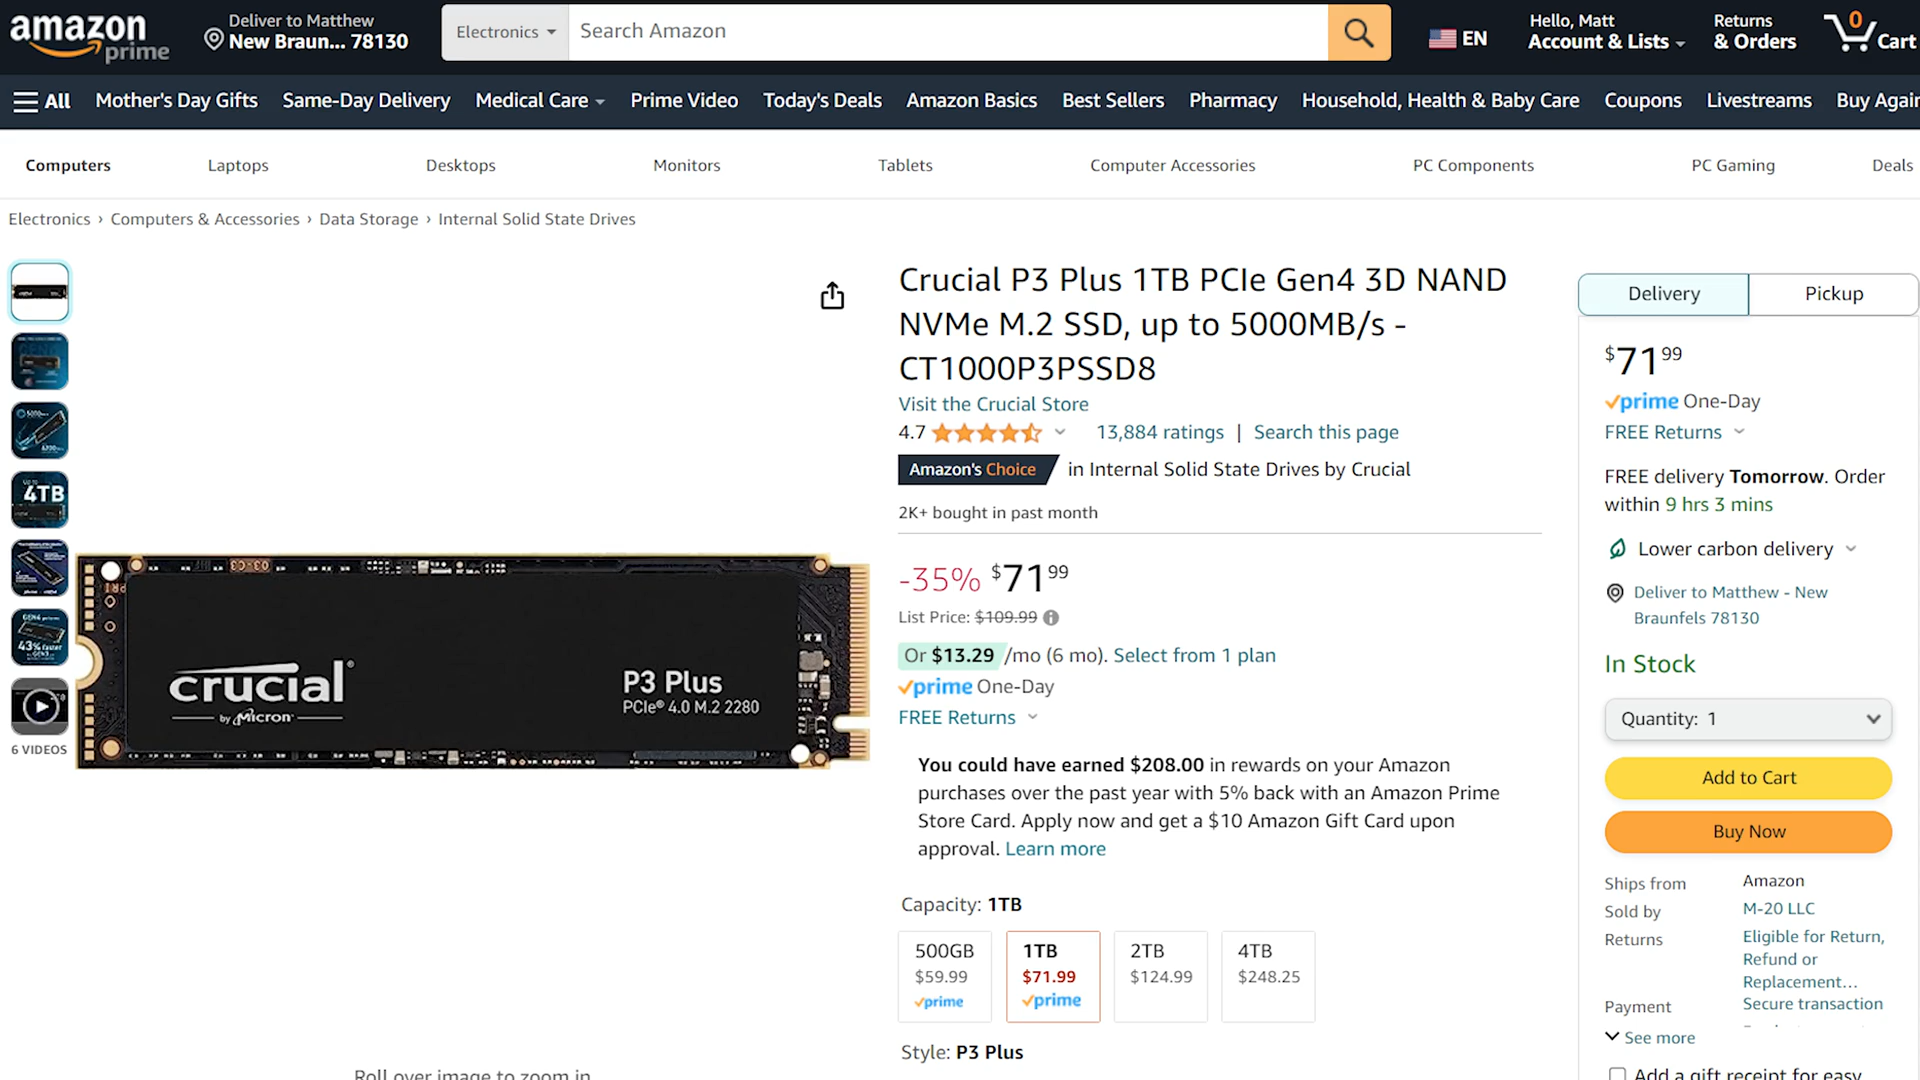 amazon prime
Deliver to Matthew
New Braun... 78130
Electronics
Search Amazon
EN
Hello, Matt
Account & Lists
Returns
& Orders
0
Cart
All
Mother's Day Gifts
Same-Day Delivery
Medical Care
Prime Video
Today's Deals
Amazon Basics
Best Sellers
Pharmacy
Household, Health & Baby Care
Coupons
Livestreams
Buy Again
Computers
Laptops
Desktops
Monitors
Tablets
Computer Accessories
PC Components
PC Gaming
Deals
Electronics › Computers & Accessories › Data Storage › Internal Solid State Drives
4TB
43% faster
6 VIDEOS
crucial®
by Micron®
P3 Plus
PCIe® 4.0 M.2 2280
Roll over image to zoom in
Crucial P3 Plus 1TB PCIe Gen4 3D NAND
NVMe M.2 SSD, up to 5000MB/s -
CT1000P3PSSD8
Visit the Crucial Store
4.7
13,884 ratings | Search this page
Amazon's Choice in Internal Solid State Drives by Crucial
2K+ bought in past month
-35% $71 99
List Price: $109.99
Or $13.29 /mo (6 mo). Select from 1 plan
prime One-Day
FREE Returns
You could have earned $208.00 in rewards on your Amazon
purchases over the past year with 5% back with an Amazon Prime
Store Card. Apply now and get a $10 Amazon Gift Card upon
approval. Learn more
Capacity: 1TB
500GB
$59.99
prime
1TB
$71.99
prime
2TB
$124.99
4TB
$248.25
Style: P3 Plus
Delivery
Pickup
$71 99
prime One-Day
FREE Returns
FREE delivery Tomorrow. Order
within 9 hrs 3 mins
Lower carbon delivery
Deliver to Matthew - New
Braunfels 78130
In Stock
Quantity: 1
Add to Cart
Buy Now
Ships from
Amazon
Sold by
M-20 LLC
Returns
Eligible for Return,
Refund or
Replacement...
Payment
Secure transaction
See more
Add a gift receipt for easy